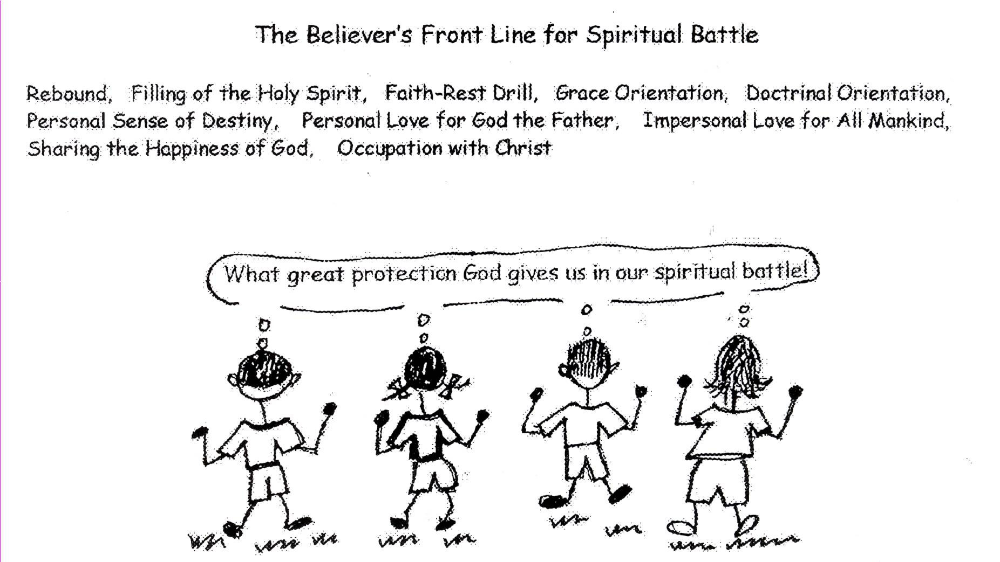 The Believer's Front Line for Spiritual Battle
Rebound, Filling of the Holy Spirit, Faith-Rest Drill, Grace Orientation, Doctrinal Orientation,
Personal Sense of Destiny, Personal Love for God the Father, Impersonal Love for All Mankind,
Sharing the Happiness of God, Occupation with Christ
What great protection God gives us in our spiritual battle!